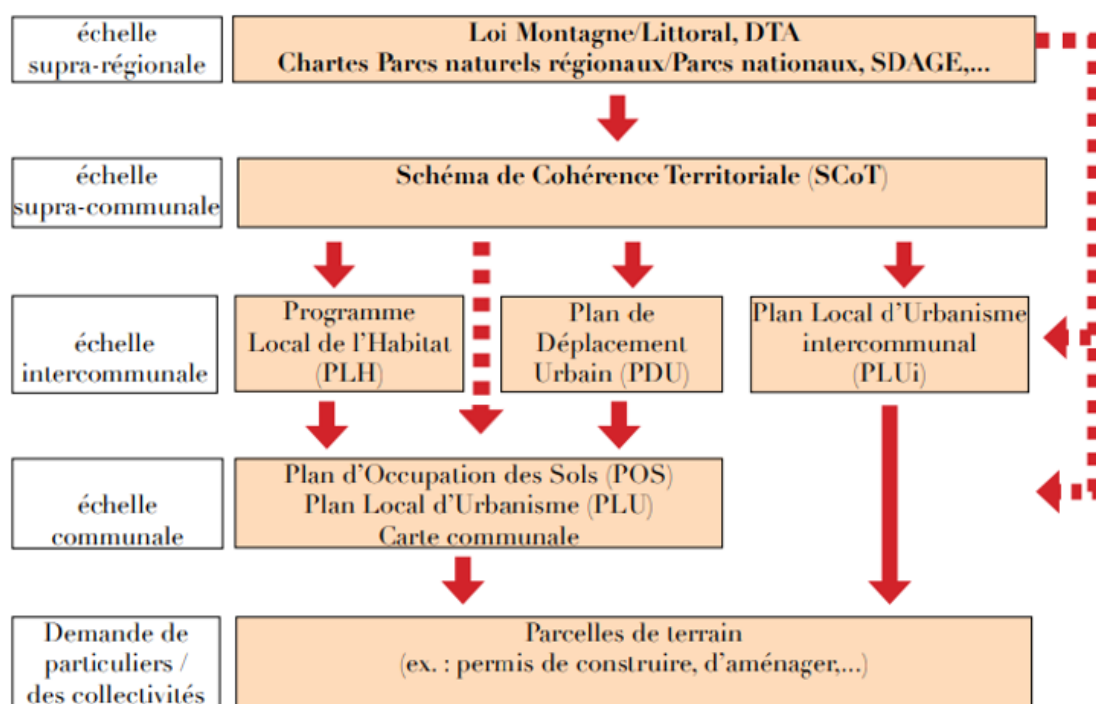 échelle
supra-régionale
Loi Montagne/Littoral, DTA
Chartes Parcs naturels régionaux/Parcs nationaux, SDAGE,...
échelle
supra-communale
Schéma de Cohérence Territoriale (SCoT)
échelle
intercommunale
Programme
Local de l'Habitat
(PLH)
Plan de
Déplacement
Urbain (PDU)
Plan Local d'Urbanisme
intercommunal
(PLUi)
échelle
communale
Plan d'Occupation des Sols (POS)
Plan Local d'Urbanisme (PLU)
Carte communale
Demande de
particuliers /
des collectivités
Parcelles de terrain
(ex. : permis de construire, d'aménager,...)